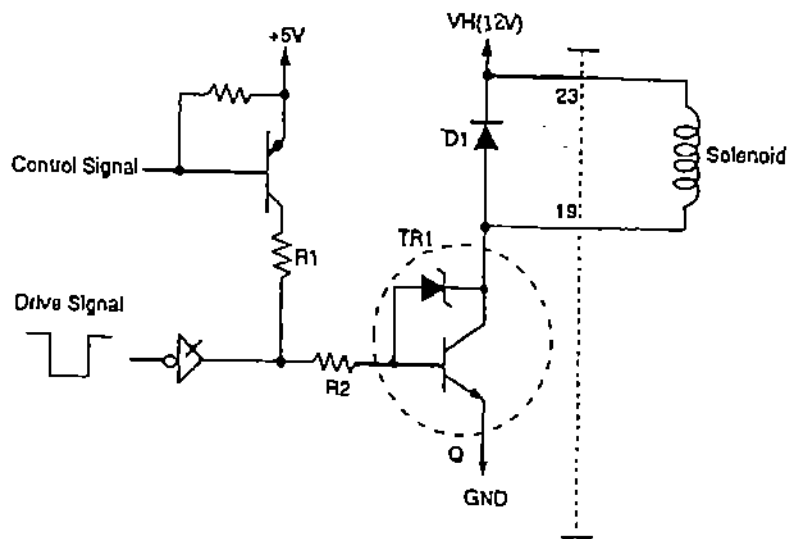 +5V
VH(12V)
23
D1
Solenoid
Control Signal
19
TR1
R1
Drive Signal
R2
Q
GND